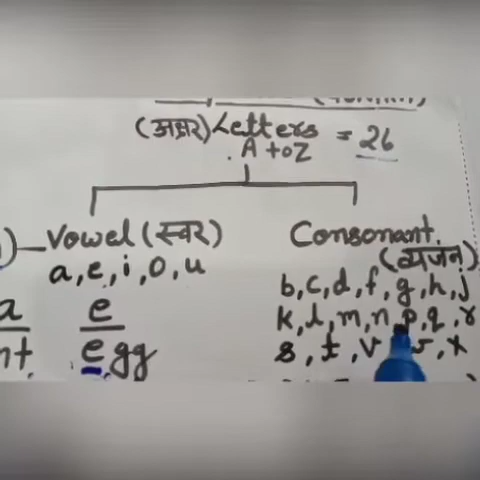 (अक्षर) Letters = 26
A to Z
Vowel (स्वर)
a, e, i, o, u
a
e
egg
Consonant
(व्यंजन)
b, c, d, f, g, h, j
k, l, m, n, p, q, r
s, t, v
x